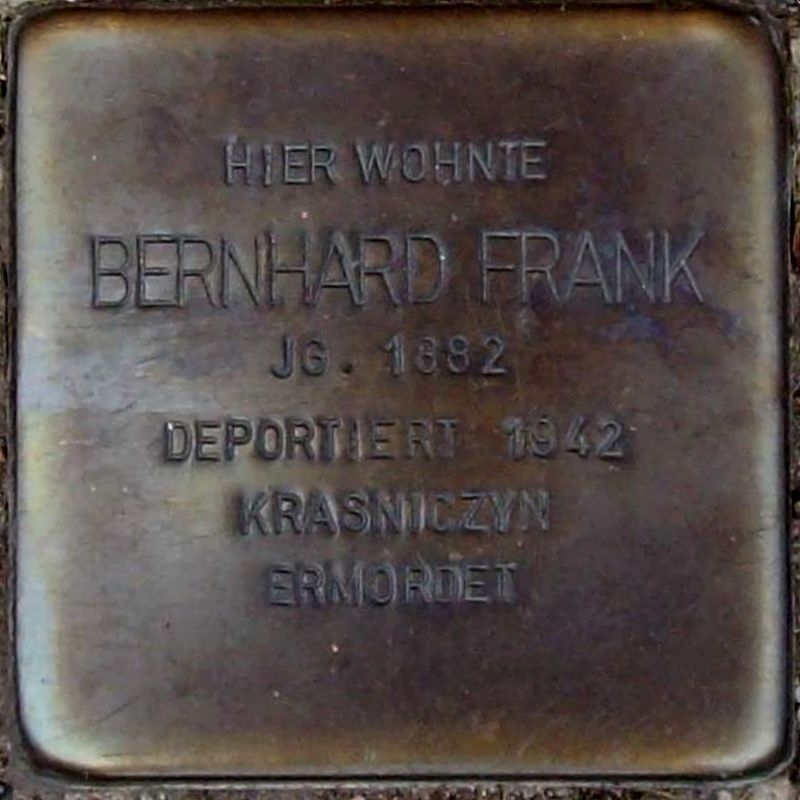 HIER WOHNTE
BERNHARD FRANK
JG. 1882
DEPORTIERT 1942
KRASNICZYN
ERMORDET